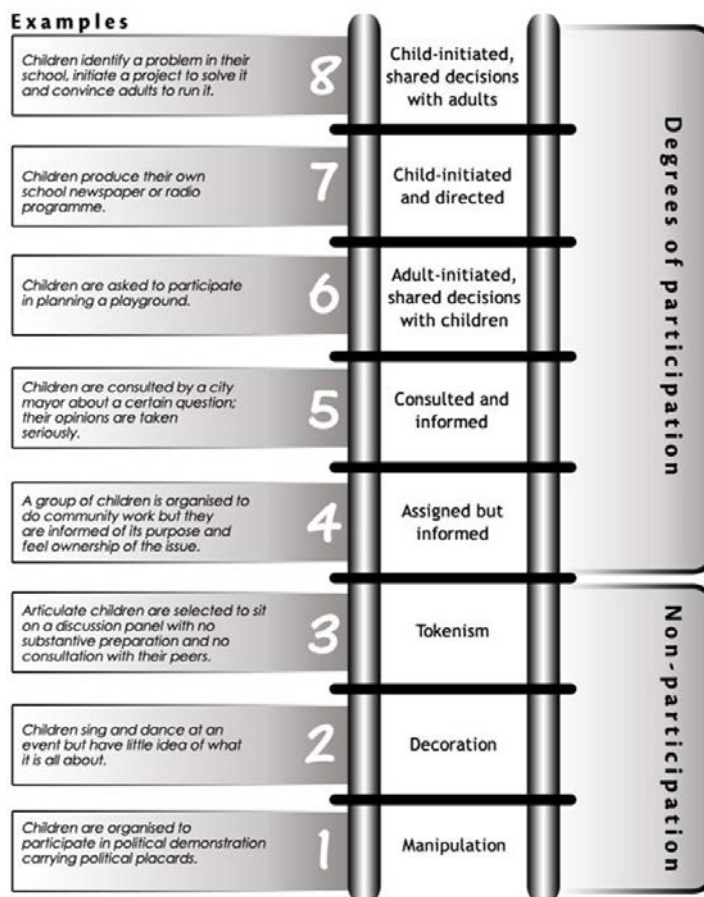 Examples
Children identify a problem in their
school, initiate a project to solve it
and convince adults to run it.
8
Child-initiated,
shared decisions
with adults
Children produce their own
school newspaper or radio
programme.
7
Child-initiated
and directed
Children are asked to participate
in planning a playground.
6
Adult-initiated,
shared decisions
with children
Children are consulted by a city
mayor about a certain question;
their opinions are taken
seriously.
5
Consulted and
informed
A group of children is organised to
do community work but they
are informed of its purpose and
feel ownership of the issue.
4
Assigned but
informed
Degrees of participation
Articulate children are selected to sit
on a discussion panel with no
substantive preparation and no
consultation with their peers.
3
Tokenism
Children sing and dance at an
event but have little idea of what
it is all about.
2
Decoration
Children are organised to
participate in political demonstration
carrying political placards.
1
Manipulation
Non-participation